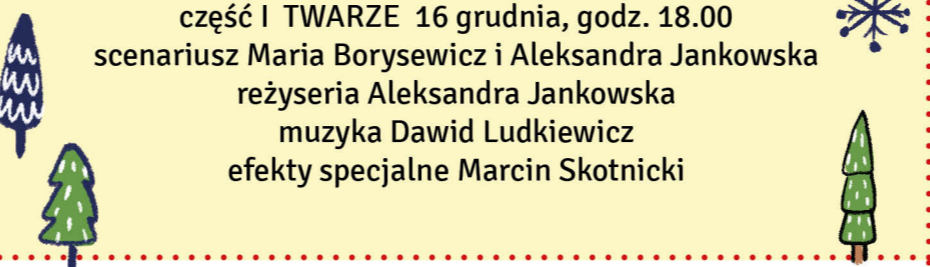 część I TWARZE 16 grudnia, godz. 18.00
scenariusz Maria Borysewicz i Aleksandra Jankowska
reżyseria Aleksandra Jankowska
muzyka Dawid Ludkiewicz
efekty specjalne Marcin Skotnicki